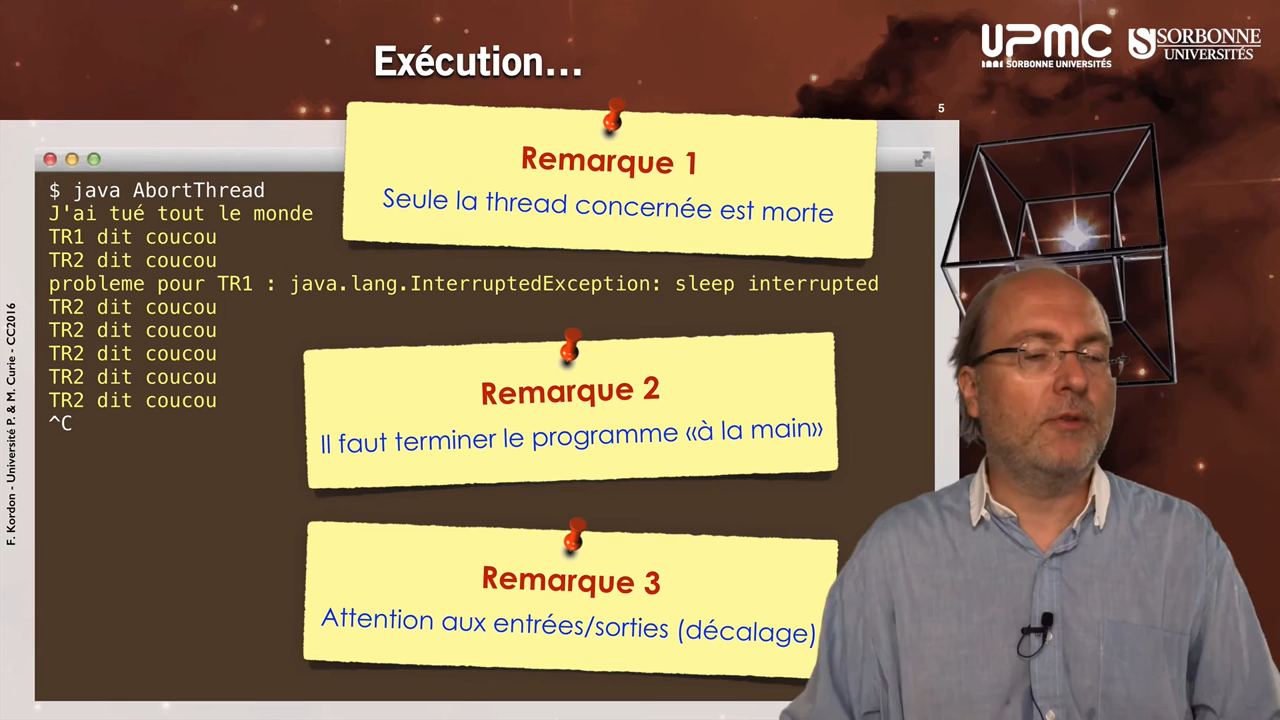 Exécution...
UPMC
SORBONNE UNIVERSITÉS
SORBONNE
UNIVERSITÉS
5
Remarque 1
Seule la thread concernée est morte
$ java AbortThread
J'ai tué tout le monde
TR1 dit coucou
TR2 dit coucou
probleme pour TR1 : java.lang.InterruptedException: sleep interrupted
TR2 dit coucou
TR2 dit coucou
TR2 dit coucou
TR2 dit coucou
TR2 dit coucou
^C
Remarque 2
Il faut terminer le programme «à la main»
Remarque 3
Attention aux entrées/sorties (décalage)
F. Kordon - Université P. & M. Curie - CC2016